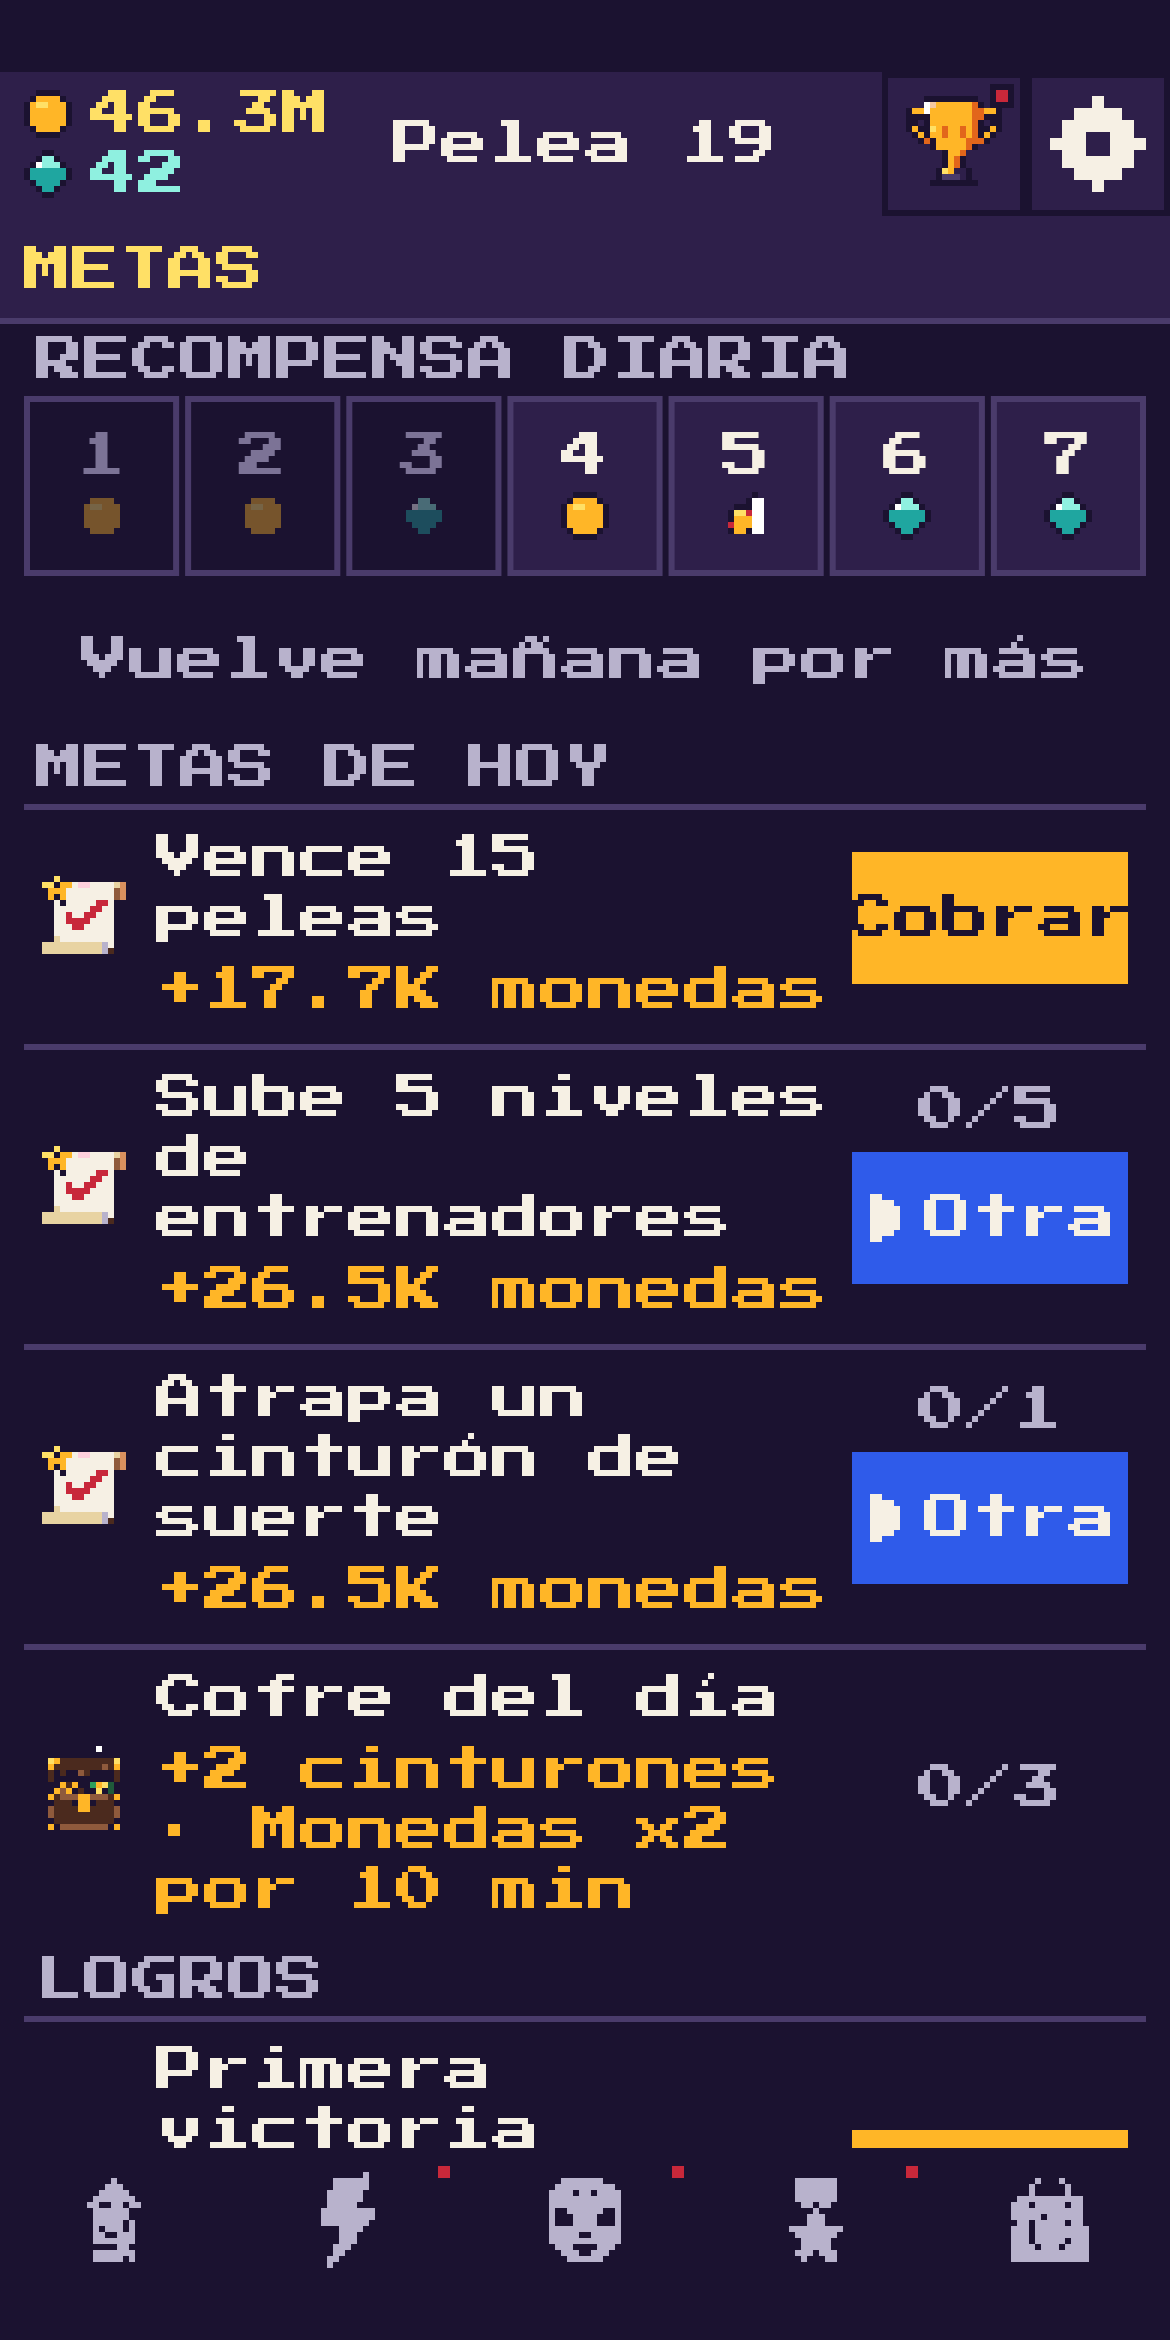 46.3M
42
Pelea 19
METAS
RECOMPENSA DIARIA
1 2 3 4 5 6 7
Vuelve mañana por más
METAS DE HOY
Vence 15
peleas
+17.7K monedas
Cobrar
Sube 5 niveles
de
entrenadores
+26.5K monedas
0/5
Otra
Atrapa un
cinturón de
suerte
+26.5K monedas
0/1
Otra
Cofre del día
+2 cinturones
· Monedas x2
por 10 min
0/3
LOGROS
Primera
victoria